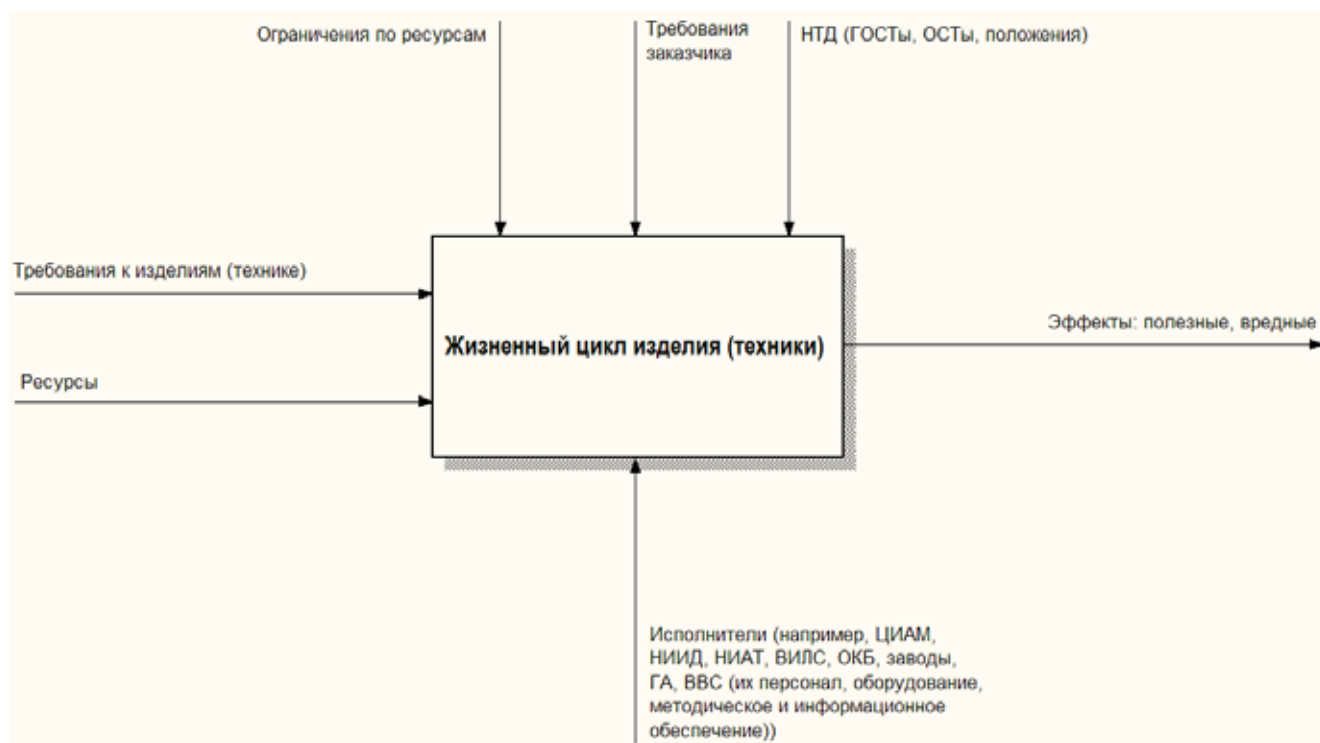 Ограничения по ресурсам
Требования
заказчика
НТД (ГОСТы, ОСТы, положения)
Требования к изделиям (технике)
Эффекты: полезные, вредные
Жизненный цикл изделия (техники)
Ресурсы
Исполнители (например, ЦИАМ,
НИИД, НИАТ, ВИЛС, ОКБ, заводы,
ГА, ВВС (их персонал, оборудование,
методическое и информационное
обеспечение))